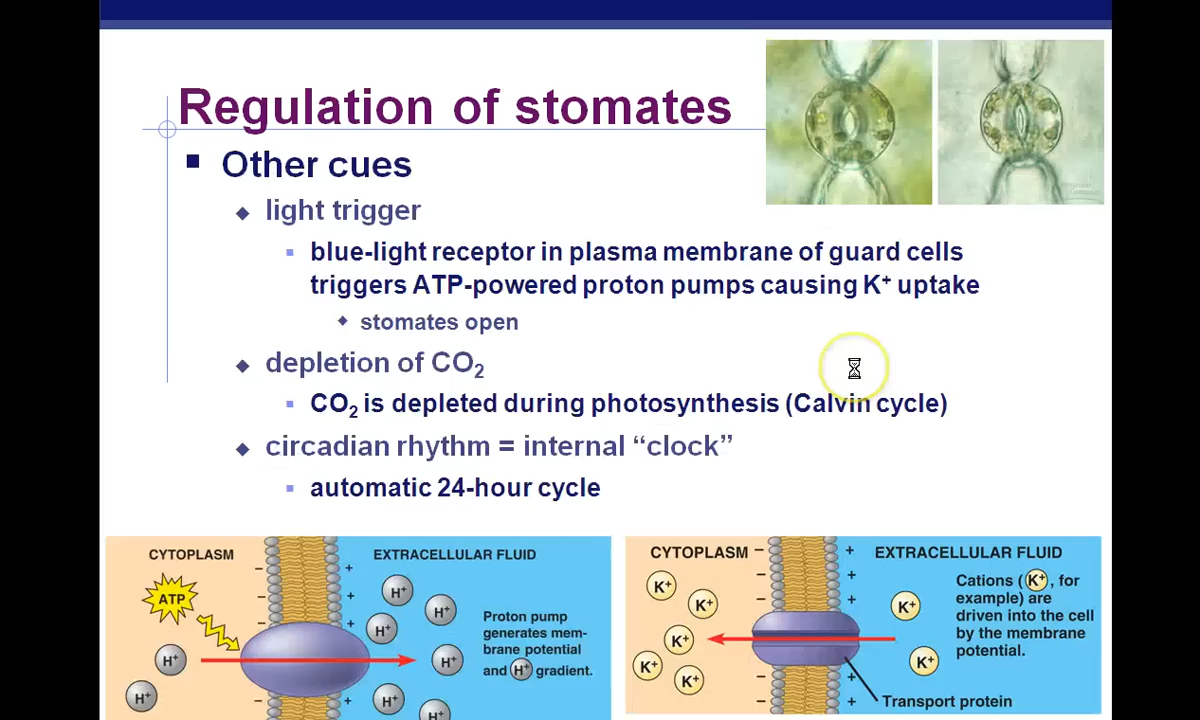 Regulation of stomates
Other cues
light trigger
blue-light receptor in plasma membrane of guard cells
triggers ATP-powered proton pumps causing K⁺ uptake
stomates open
depletion of CO₂
CO₂ is depleted during photosynthesis (Calvin cycle)
circadian rhythm = internal “clock”
automatic 24-hour cycle
CYTOPLASM
EXTRACELLULAR FLUID
ATP
H⁺
H⁺
H⁺
H⁺
H⁺
H⁺
H⁺
H⁺
Proton pump
generates mem-
brane potential
and H⁺ gradient.
CYTOPLASM
EXTRACELLULAR FLUID
K⁺
K⁺
K⁺
K⁺
K⁺
K⁺
K⁺
Cations (K⁺, for
example) are
driven into the cell
by the membrane
potential.
Transport protein